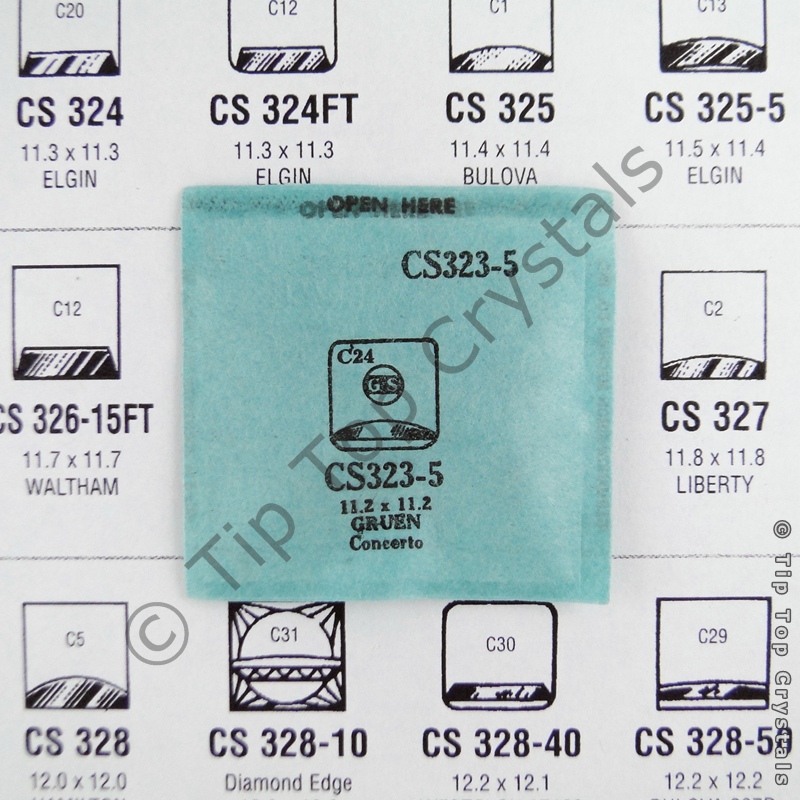 C20
C12
C1
C13
CS 324
CS 324FT
CS 325
CS 325-5
11.3 x 11.3
11.3 x 11.3
11.4 x 11.4
11.5 x 11.4
ELGIN
ELGIN
BULOVA
ELGIN
OPEN HERE
CS323-5
C24
GS
CS323-5
11.2 x 11.2
GRUEN
Concerto
C12
CS 326-15FT
11.7 x 11.7
WALTHAM
C2
CS 327
11.8 x 11.8
LIBERTY
C5
C31
C30
C29
CS 328
CS 328-10
CS 328-40
CS 328-50
12.0 x 12.0
Diamond Edge
12.2 x 12.1
12.2 x 12.2
© Tip Top Crystals
© Tip Top Crystals